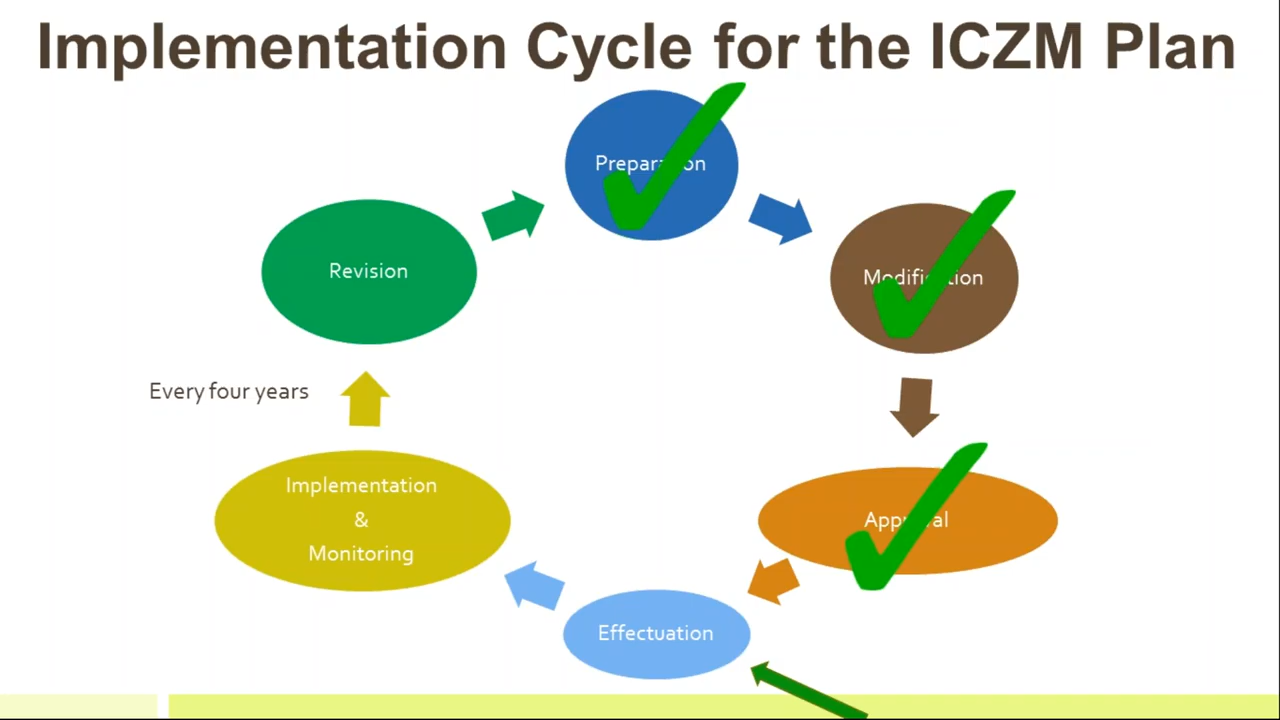 Implementation Cycle for the ICZM Plan
Preparation
Modification
Revision
Every four years
Implementation
&
Monitoring
Approval
Effectuation